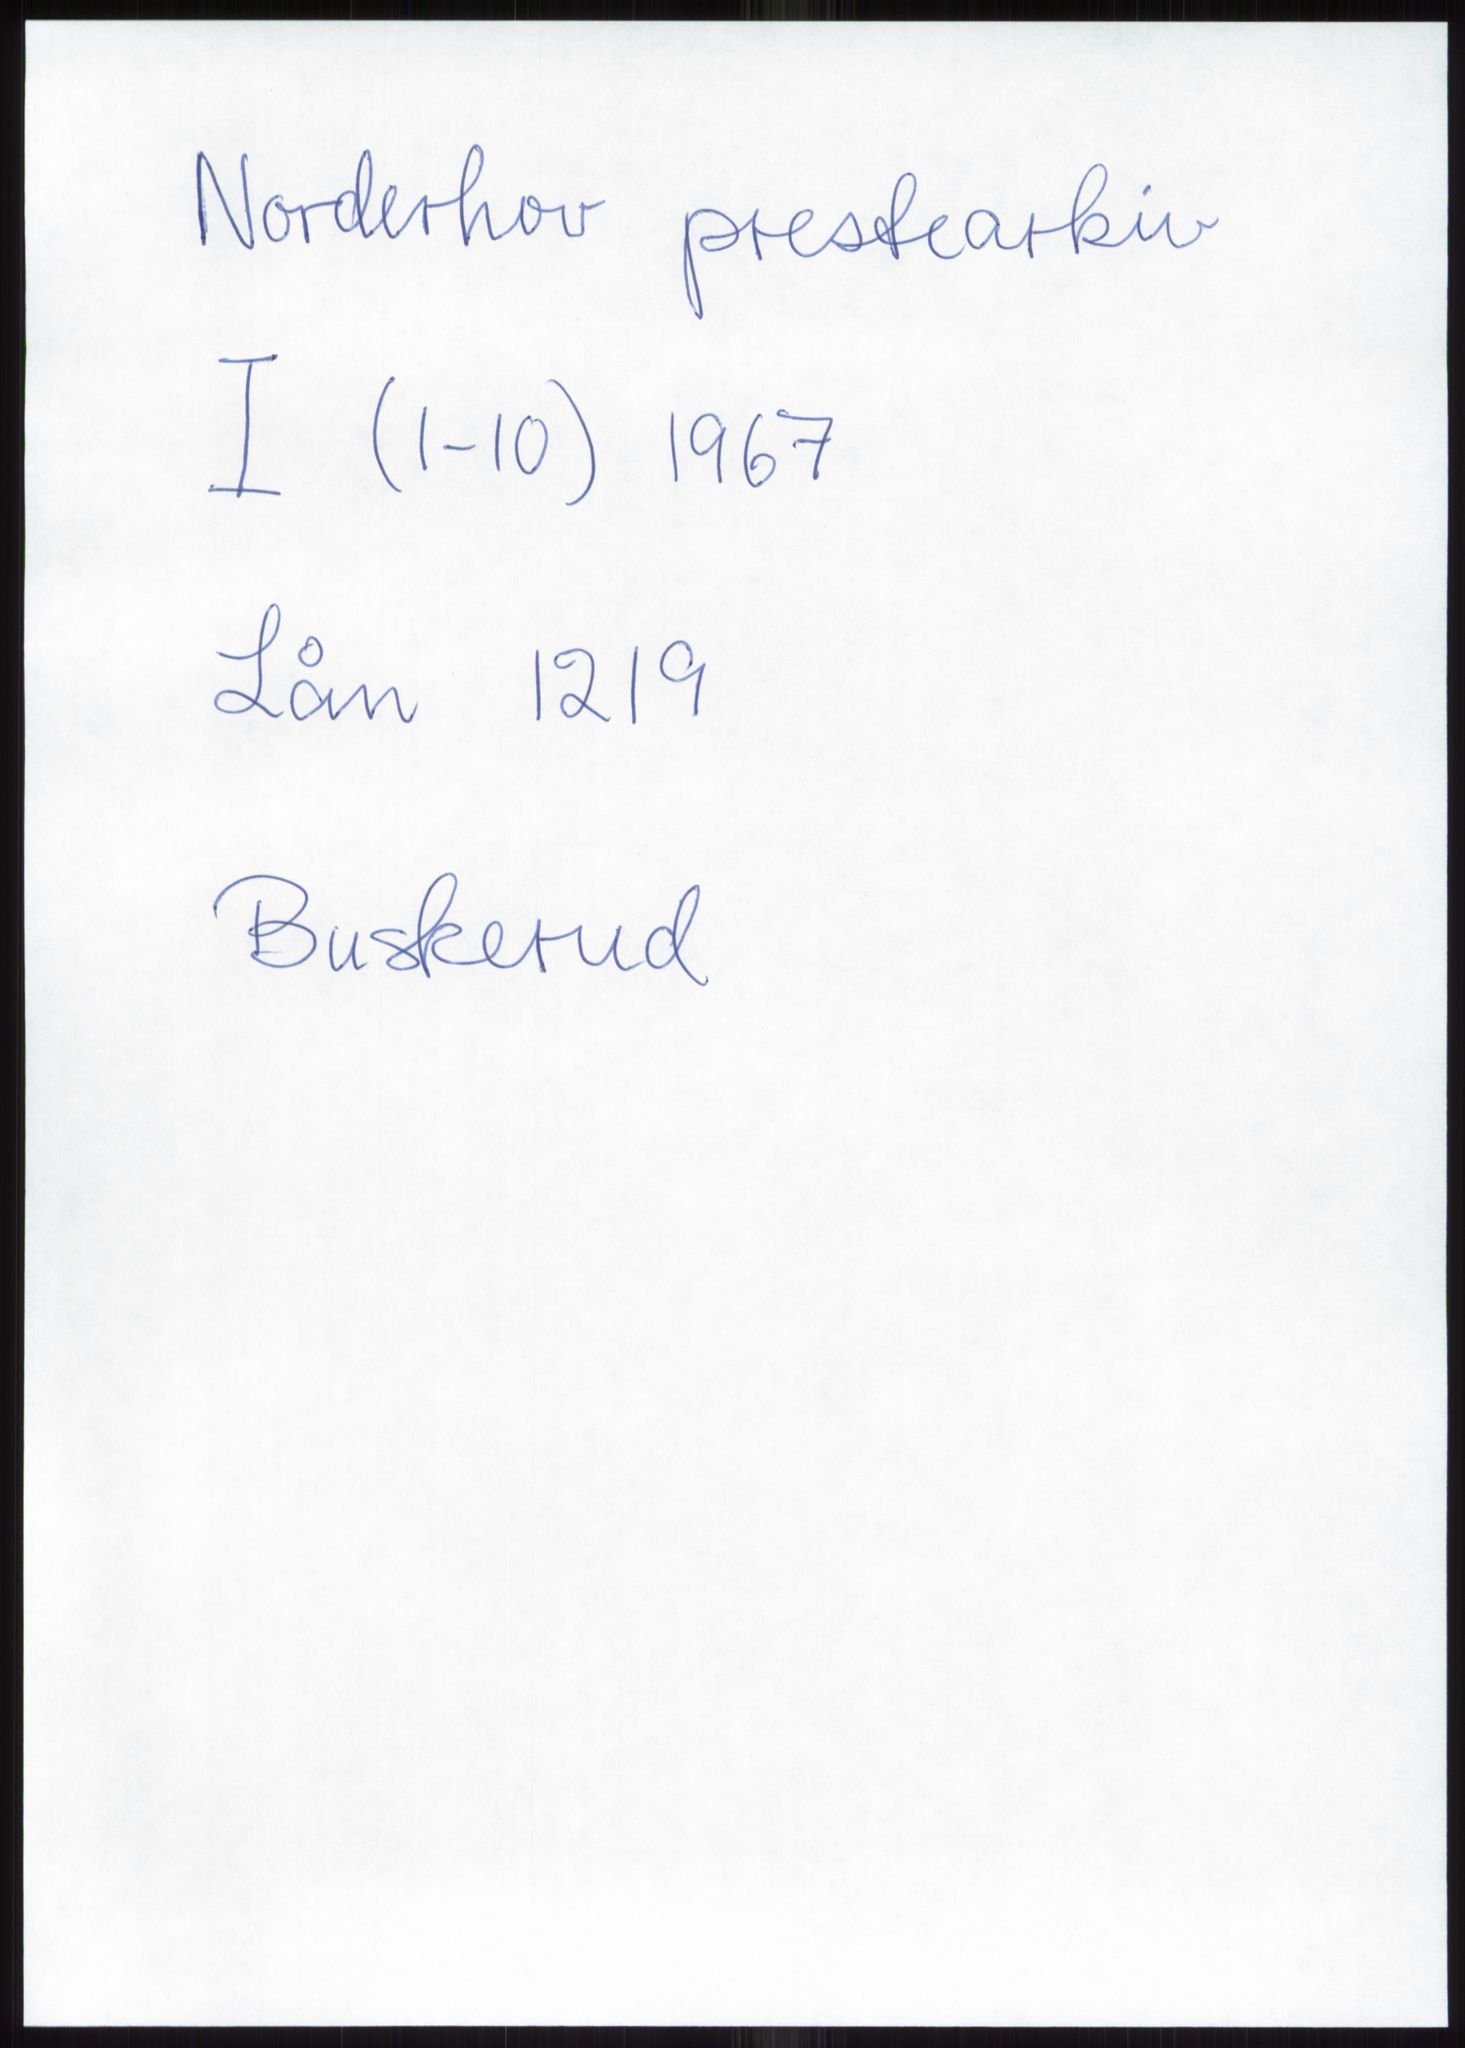 Norderhov prestearkiv
I (1-10) 1967
Lån 1219
Buskerud